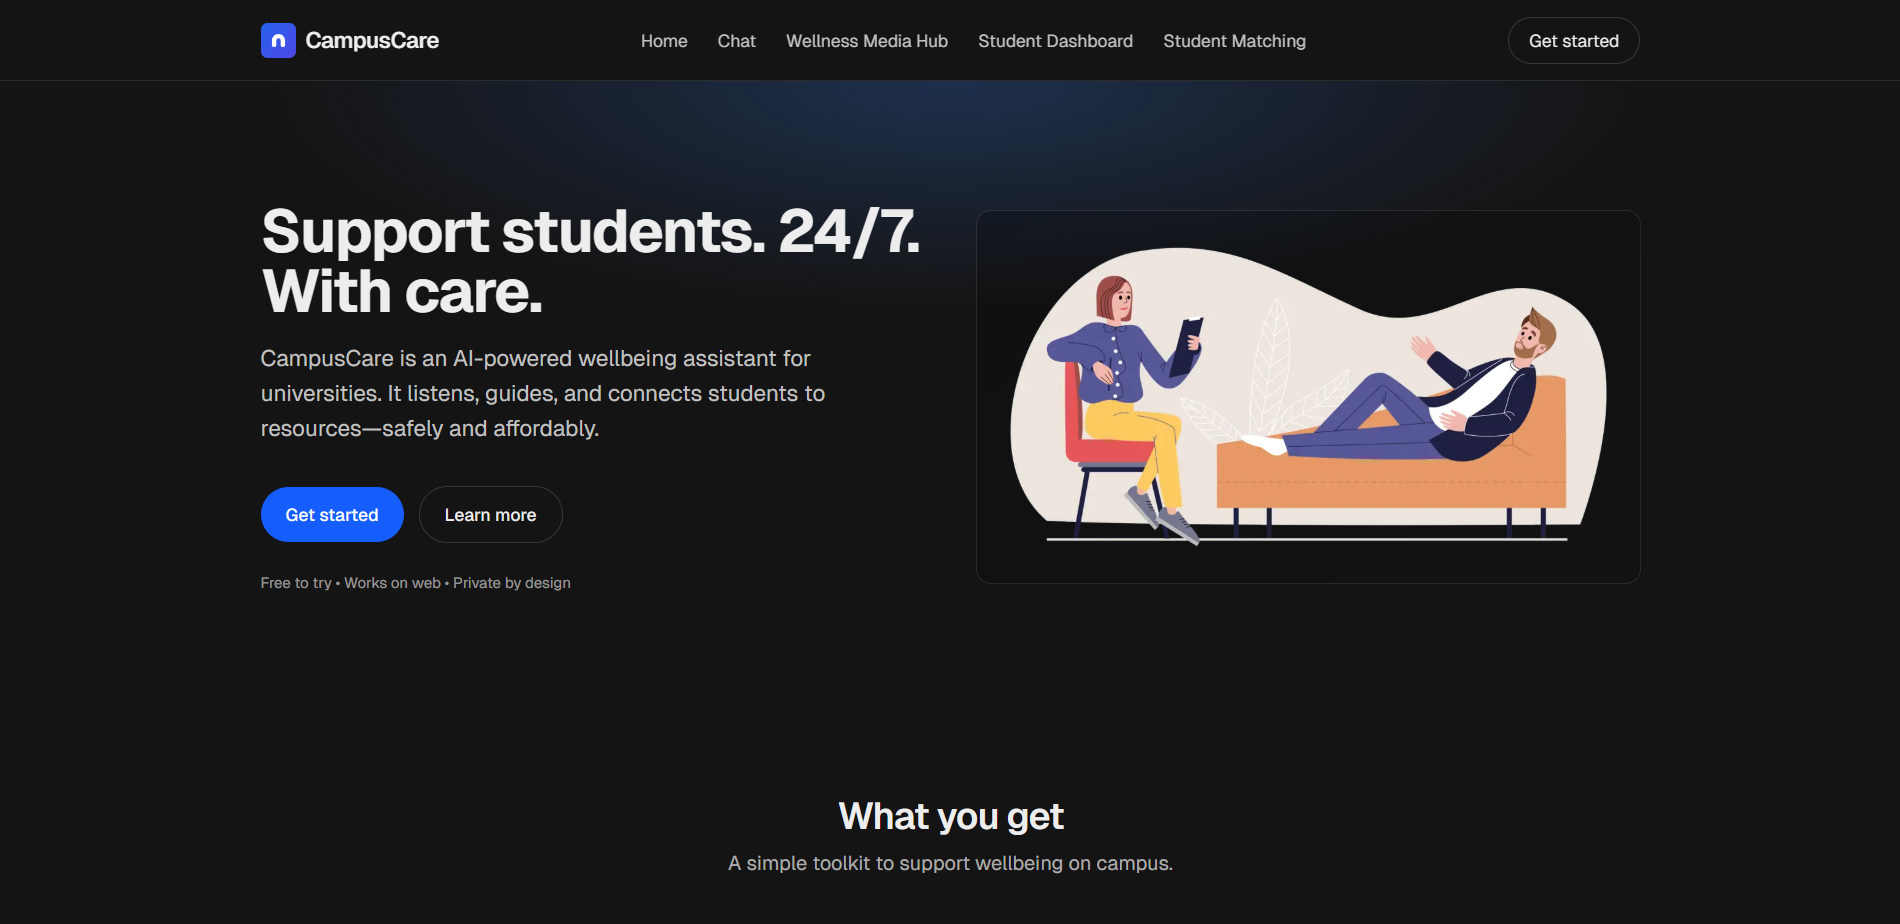 CampusCare
Home
Chat
Wellness Media Hub
Student Dashboard
Student Matching
Get started
Support students. 24/7.
With care.
CampusCare is an AI-powered wellbeing assistant for
universities. It listens, guides, and connects students to
resources—safely and affordably.
Get started
Learn more
Free to try • Works on web • Private by design
What you get
A simple toolkit to support wellbeing on campus.